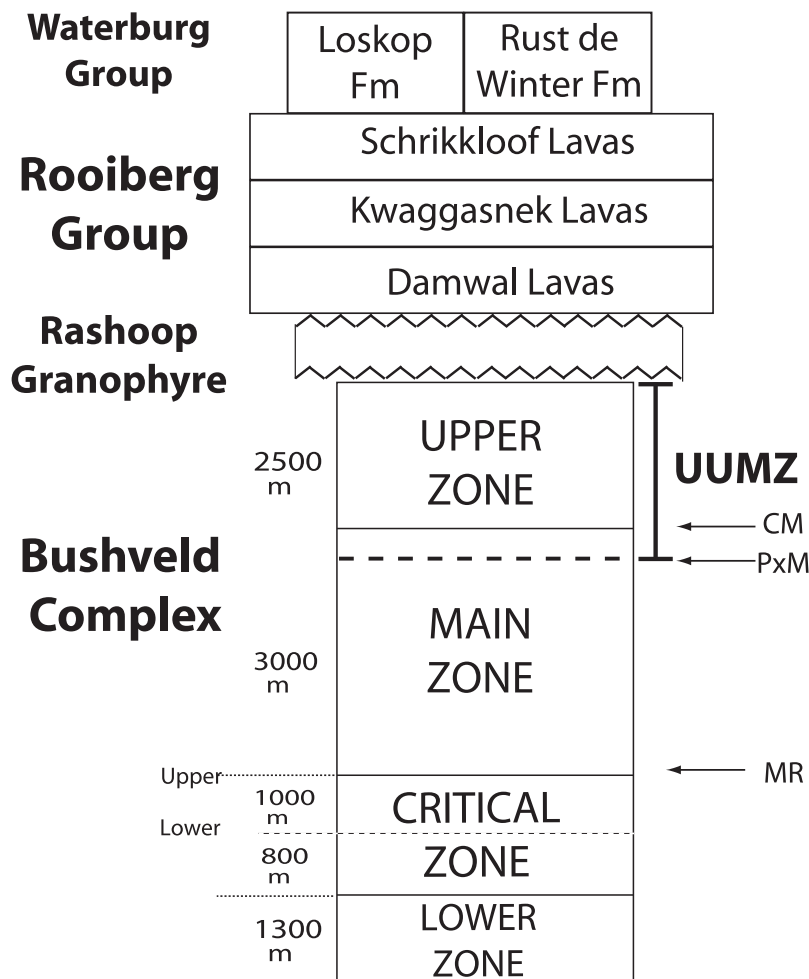 Waterburg
Group
Loskop
Fm
Rust de
Winter Fm
Rooiberg
Group
Schrikkloof Lavas
Kwaggasnek Lavas
Damwal Lavas
Rashoop
Granophyre
UPPER
ZONE
2500
m
UUMZ
CM
PxM
Bushveld
Complex
MAIN
ZONE
3000
m
MR
Upper
1000
m
CRITICAL
Lower
800
m
ZONE
1300
m
LOWER
ZONE